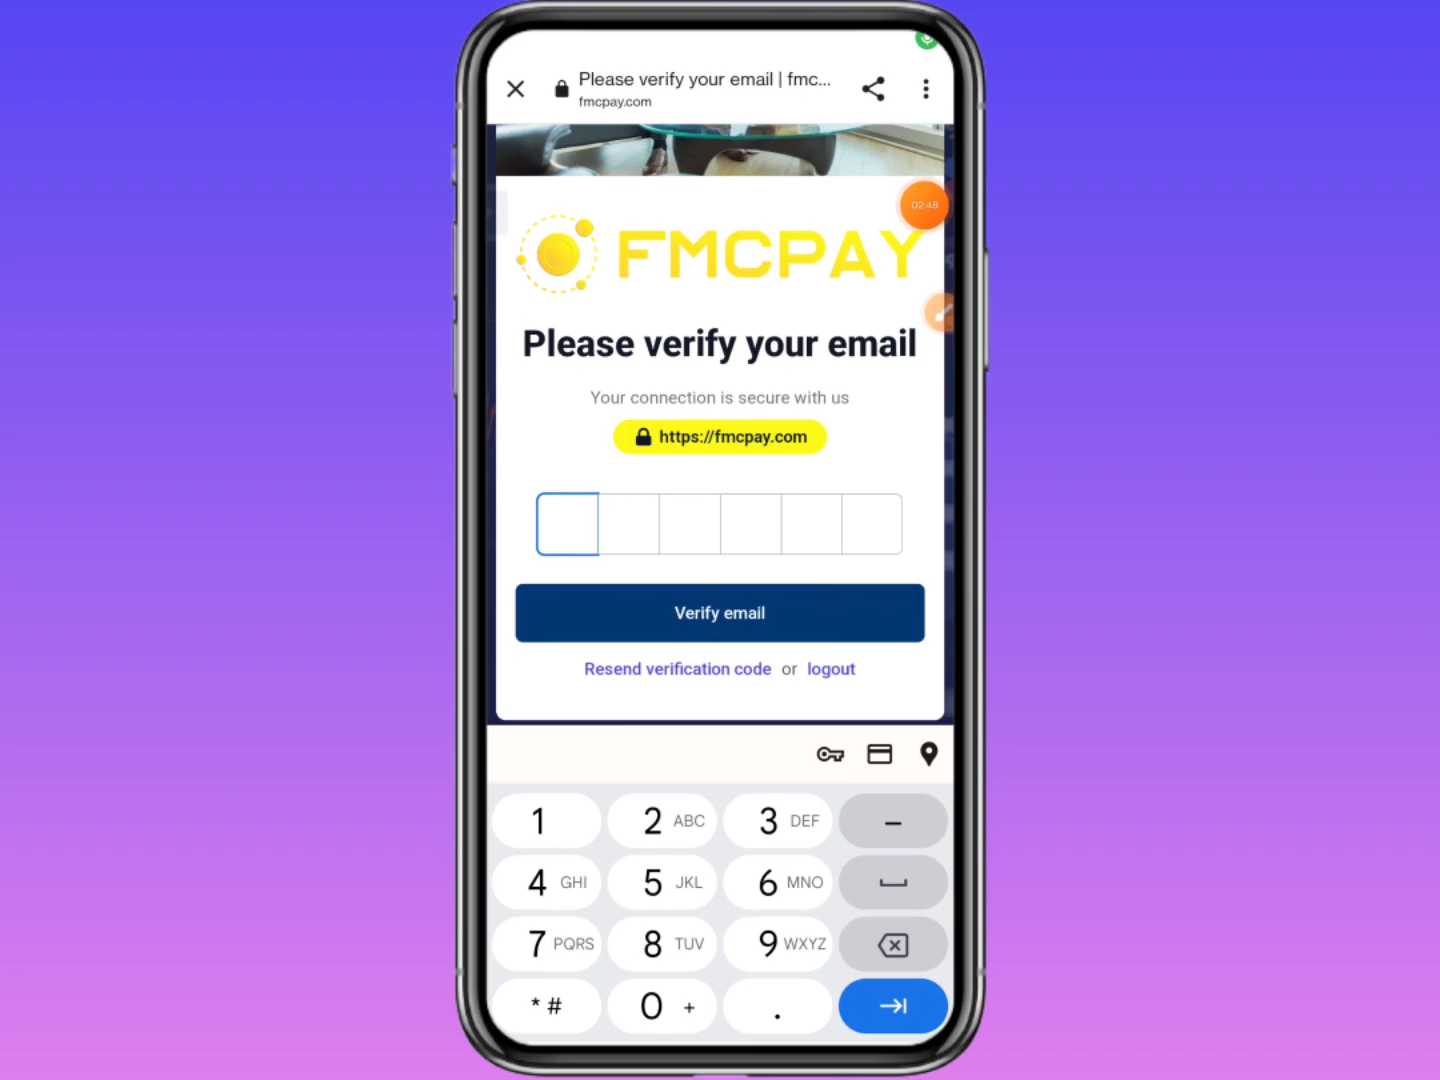 Please verify your email | fmc...
fmcpay.com
02:48
FMCPAY
Please verify your email
Your connection is secure with us
https://fmcpay.com
Verify email
Resend verification code or logout
1 2 ABC 3 DEF –
4 GHI 5 JKL 6 MNO
7 PQRS 8 TUV 9 WXYZ
* # 0 + .